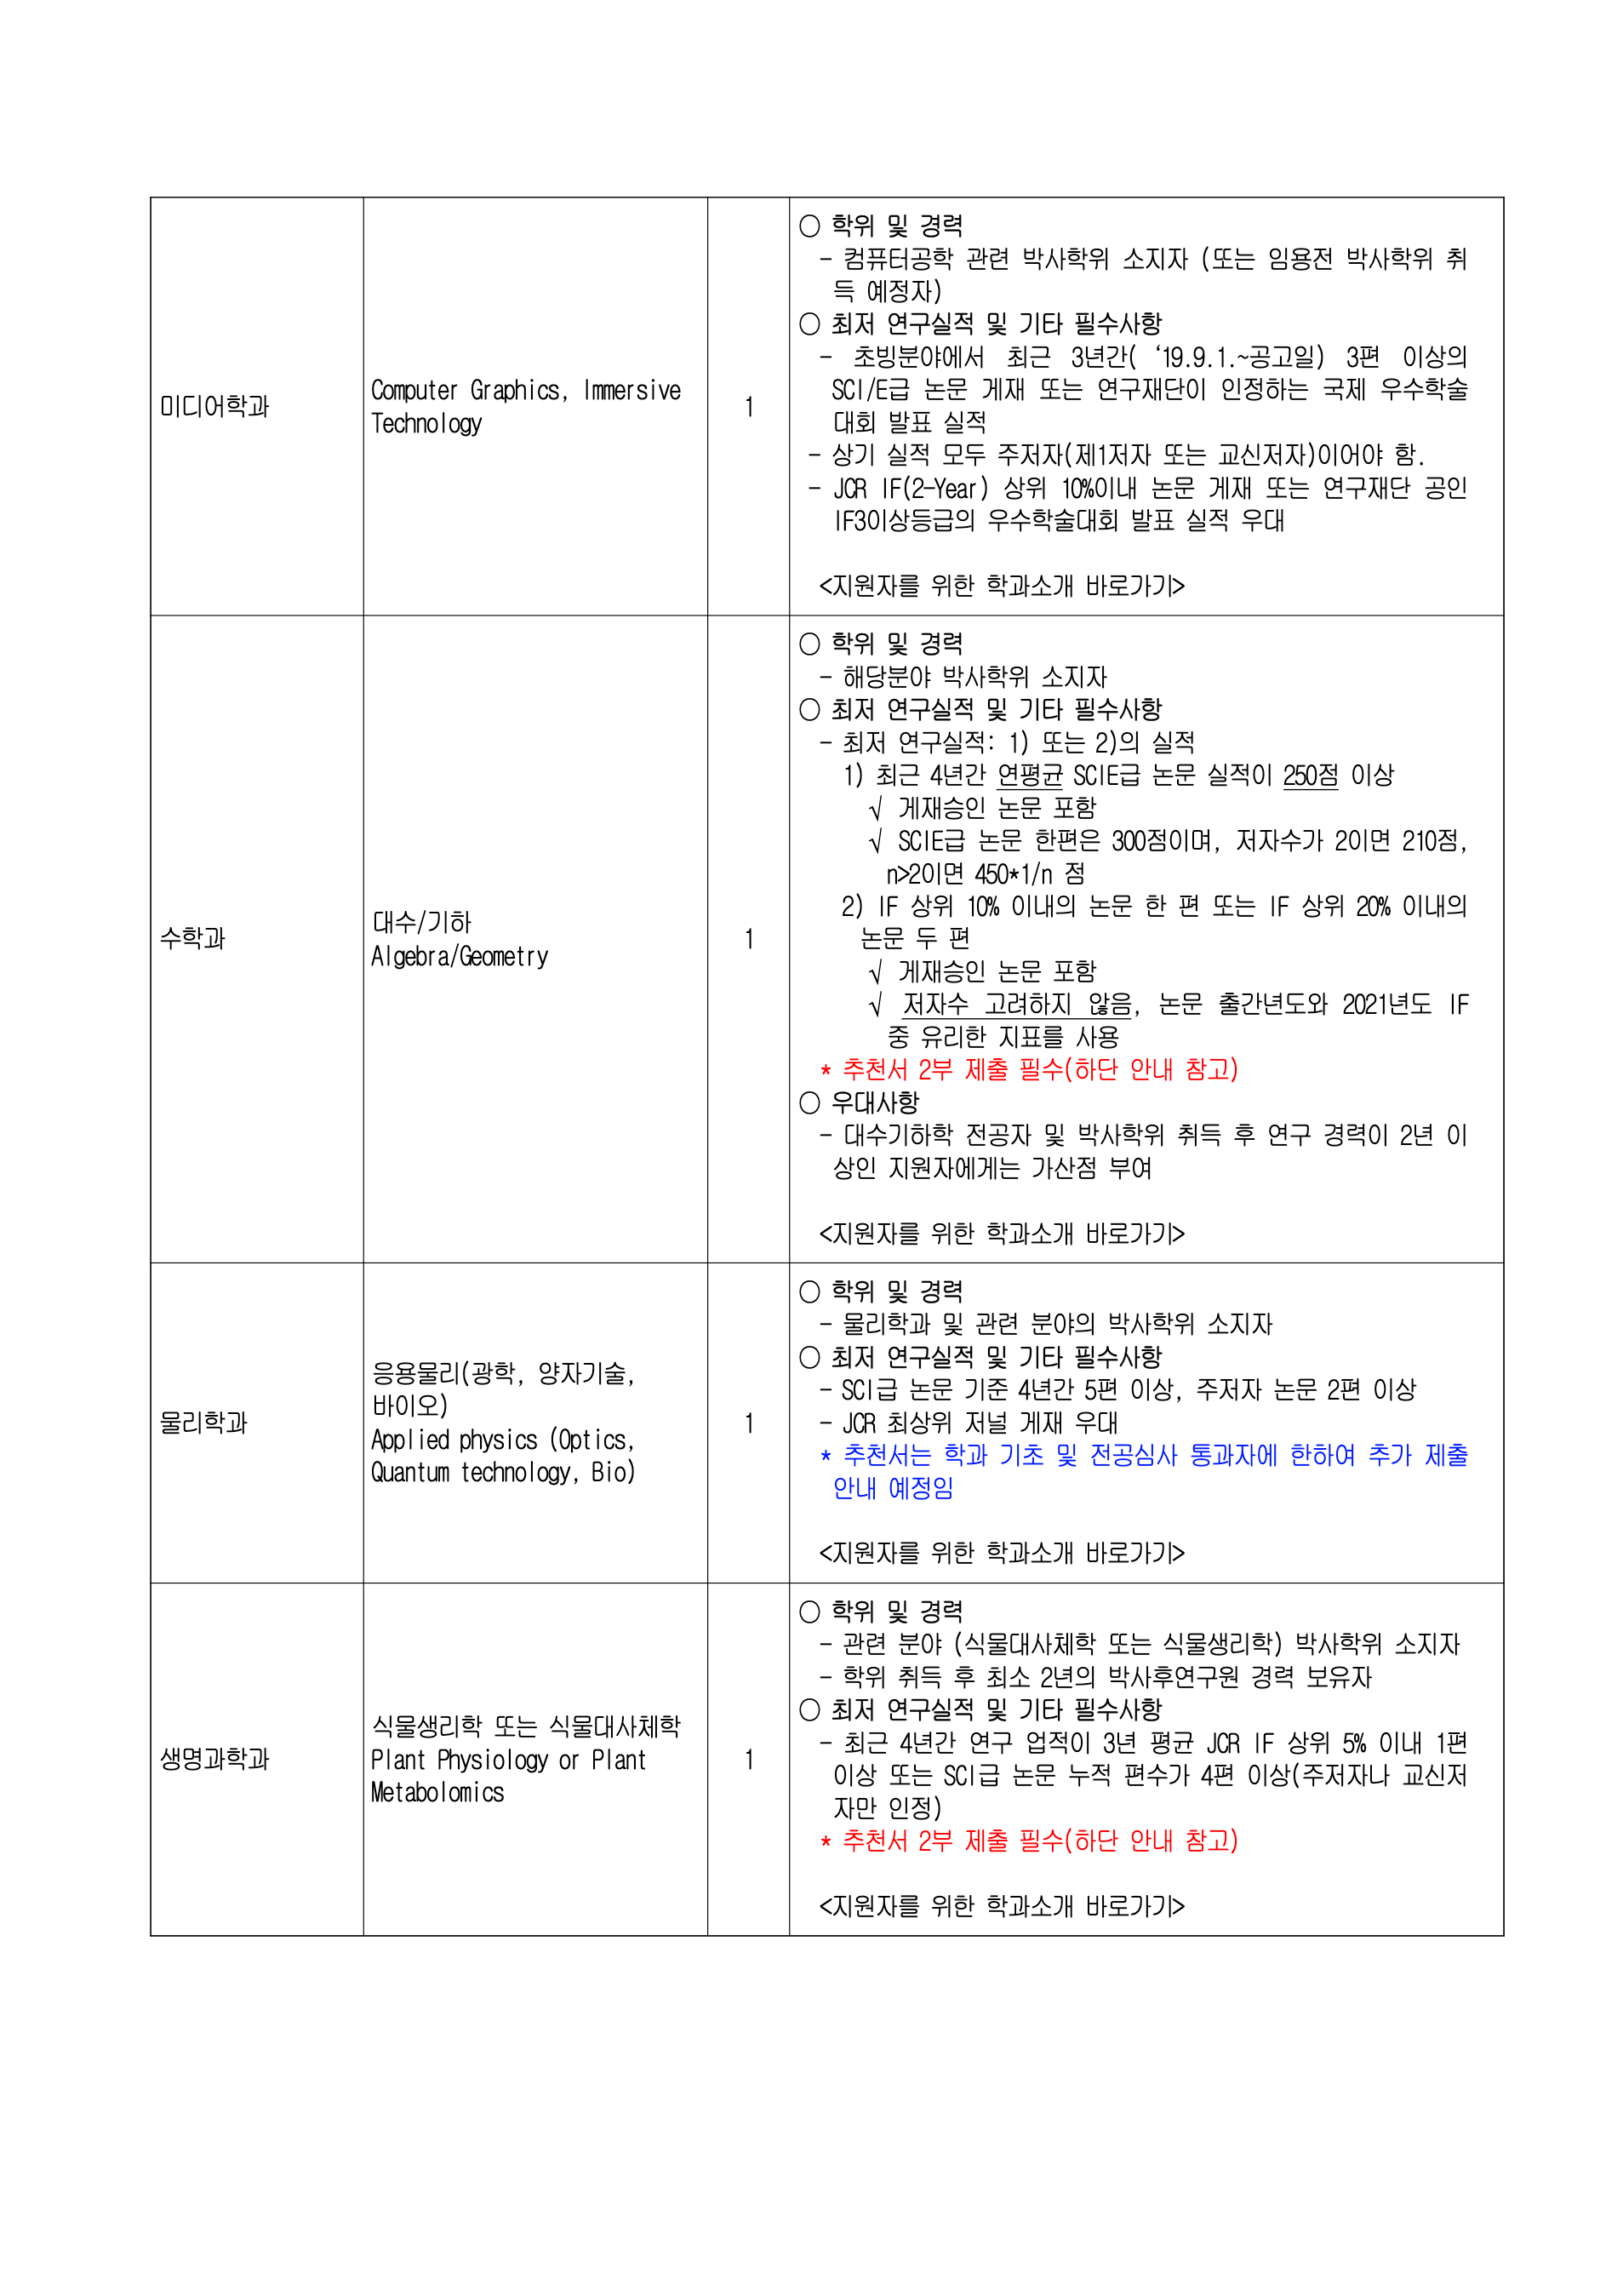 미디어학과
Computer Graphics, Immersive
Technology
1
○ 학위 및 경력
- 컴퓨터공학 관련 박사학위 소지자 (또는 임용전 박사학위 취
득 예정자)
○ 최저 연구실적 및 기타 필수사항
- 초빙분야에서 최근 3년간( ‘19.9.1.~공고일) 3편 이상의
SCI/E급 논문 게재 또는 연구재단이 인정하는 국제 우수학술
대회 발표 실적
- 상기 실적 모두 주저자(제1저자 또는 교신저자)이어야 함.
- JCR IF(2-Year) 상위 10%이내 논문 게재 또는 연구재단 공인
IF3이상등급의 우수학술대회 발표 실적 우대
<지원자를 위한 학과소개 바로가기>
수학과
대수/기하
Algebra/Geometry
1
○ 학위 및 경력
- 해당분야 박사학위 소지자
○ 최저 연구실적 및 기타 필수사항
- 최저 연구실적: 1) 또는 2)의 실적
1) 최근 4년간 연평균 SCIE급 논문 실적이 250점 이상
√ 게재승인 논문 포함
√ SCIE급 논문 한편은 300점이며, 저자수가 2이면 210점,
n>2이면 450*1/n 점
2) IF 상위 10% 이내의 논문 한 편 또는 IF 상위 20% 이내의
논문 두 편
√ 게재승인 논문 포함
√ 저자수 고려하지 않음, 논문 출간년도와 2021년도 IF
중 유리한 지표를 사용
* 추천서 2부 제출 필수(하단 안내 참고)
○ 우대사항
- 대수기하학 전공자 및 박사학위 취득 후 연구 경력이 2년 이
상인 지원자에게는 가산점 부여
<지원자를 위한 학과소개 바로가기>
물리학과
응용물리(광학, 양자기술,
바이오)
Applied physics (Optics,
Quantum technology, Bio)
1
○ 학위 및 경력
- 물리학과 및 관련 분야의 박사학위 소지자
○ 최저 연구실적 및 기타 필수사항
- SCI급 논문 기준 4년간 5편 이상, 주저자 논문 2편 이상
- JCR 최상위 저널 게재 우대
* 추천서는 학과 기초 및 전공심사 통과자에 한하여 추가 제출
안내 예정임
<지원자를 위한 학과소개 바로가기>
생명과학과
식물생리학 또는 식물대사체학
Plant Physiology or Plant
Metabolomics
1
○ 학위 및 경력
- 관련 분야 (식물대사체학 또는 식물생리학) 박사학위 소지자
- 학위 취득 후 최소 2년의 박사후연구원 경력 보유자
○ 최저 연구실적 및 기타 필수사항
- 최근 4년간 연구 업적이 3년 평균 JCR IF 상위 5% 이내 1편
이상 또는 SCI급 논문 누적 편수가 4편 이상(주저자나 교신저
자만 인정)
* 추천서 2부 제출 필수(하단 안내 참고)
<지원자를 위한 학과소개 바로가기>